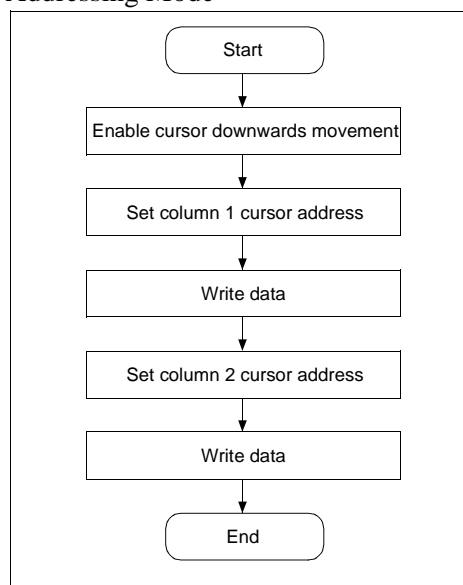 Addressing Mode
Start
Enable cursor downwards movement
Set column 1 cursor address
Write data
Set column 2 cursor address
Write data
End